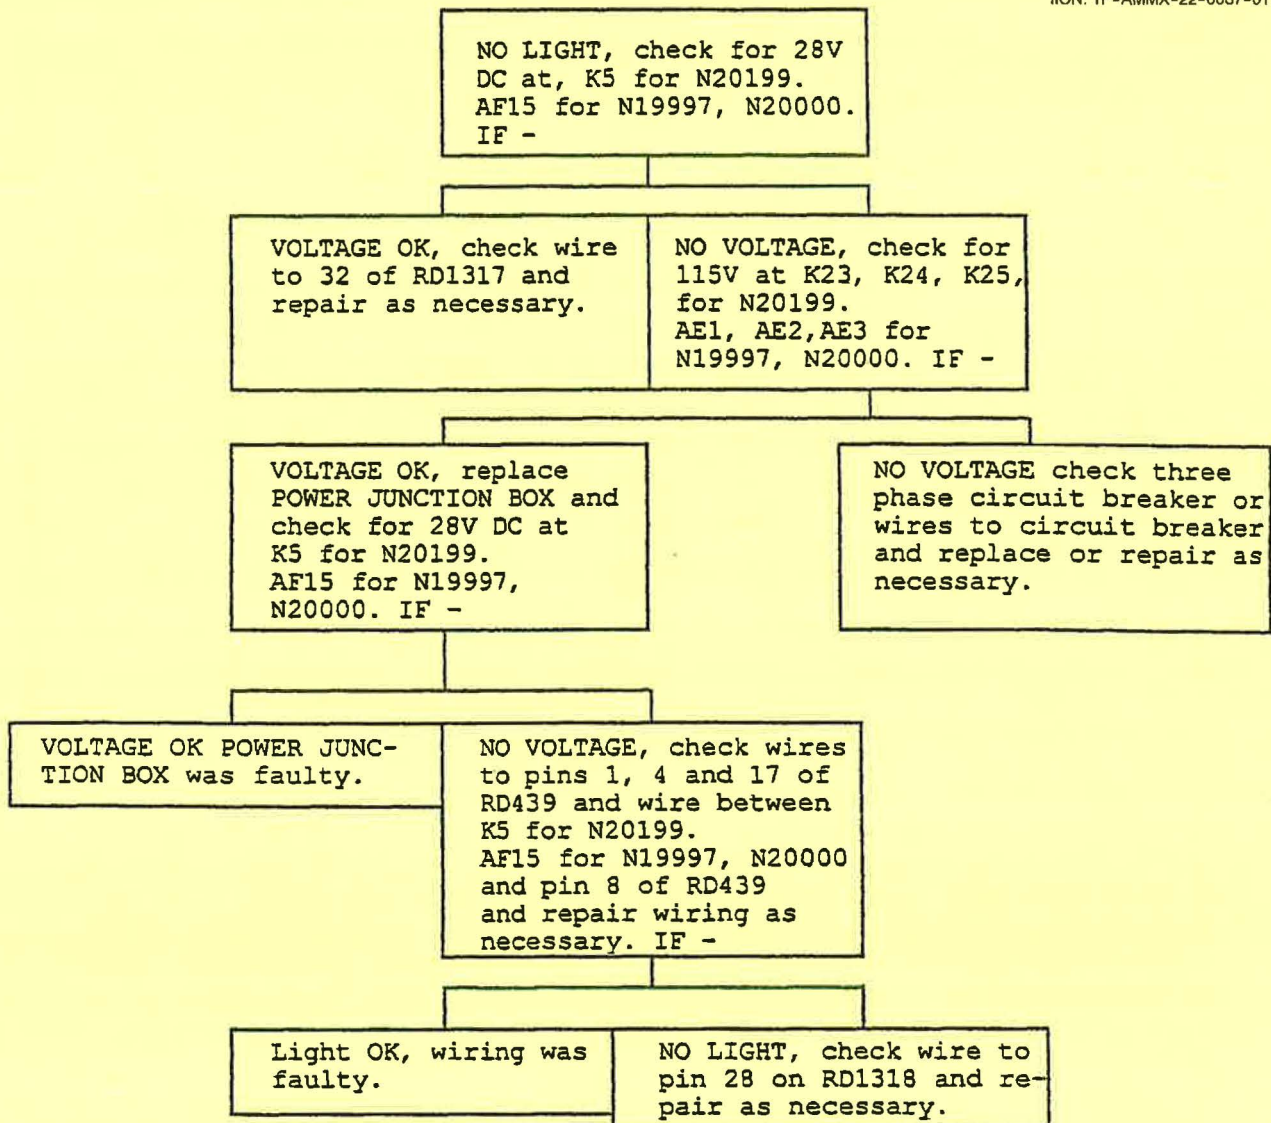 NO LIGHT, check for 28V
DC at, K5 for N20199.
AF15 for N19997, N20000.
IF -
VOLTAGE OK, check wire
to 32 of RD1317 and
repair as necessary.
NO VOLTAGE, check for
115V at K23, K24, K25,
for N20199.
AE1, AE2,AE3 for
N19997, N20000. IF -
VOLTAGE OK, replace
POWER JUNCTION BOX and
check for 28V DC at
K5 for N20199.
AF15 for N19997,
N20000. IF -
NO VOLTAGE check three
phase circuit breaker or
wires to circuit breaker
and replace or repair as
necessary.
VOLTAGE OK POWER JUNC-
TION BOX was faulty.
NO VOLTAGE, check wires
to pins 1, 4 and 17 of
RD439 and wire between
K5 for N20199.
AF15 for N19997, N20000
and pin 8 of RD439
and repair wiring as
necessary. IF -
Light OK, wiring was
faulty.
NO LIGHT, check wire to
pin 28 on RD1318 and re-
pair as necessary.